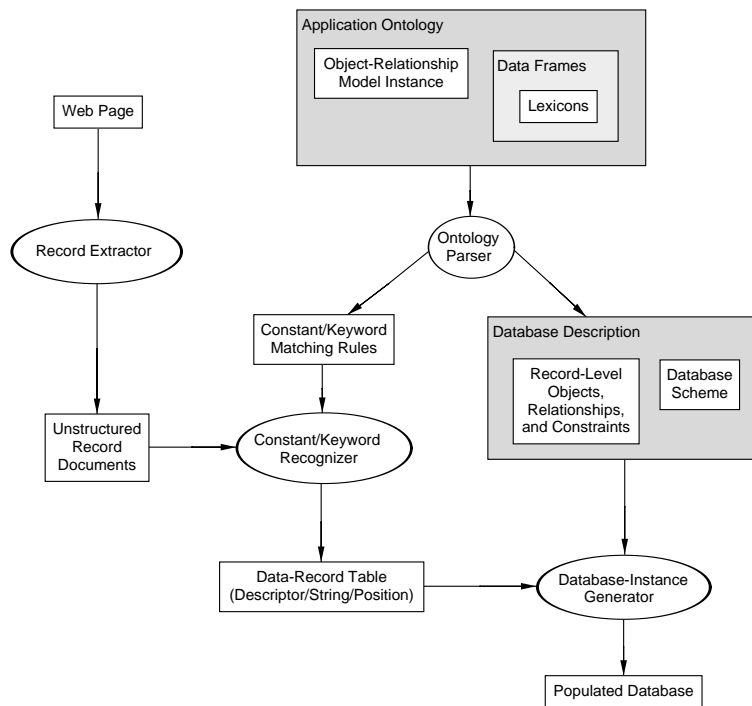 Application Ontology
Object-Relationship
Model Instance
Data Frames
Lexicons
Web Page
Record Extractor
Ontology
Parser
Constant/Keyword
Matching Rules
Database Description
Record-Level
Objects,
Relationships,
and Constraints
Database
Scheme
Unstructured
Record
Documents
Constant/Keyword
Recognizer
Data-Record Table
(Descriptor/String/Position)
Database-Instance
Generator
Populated Database